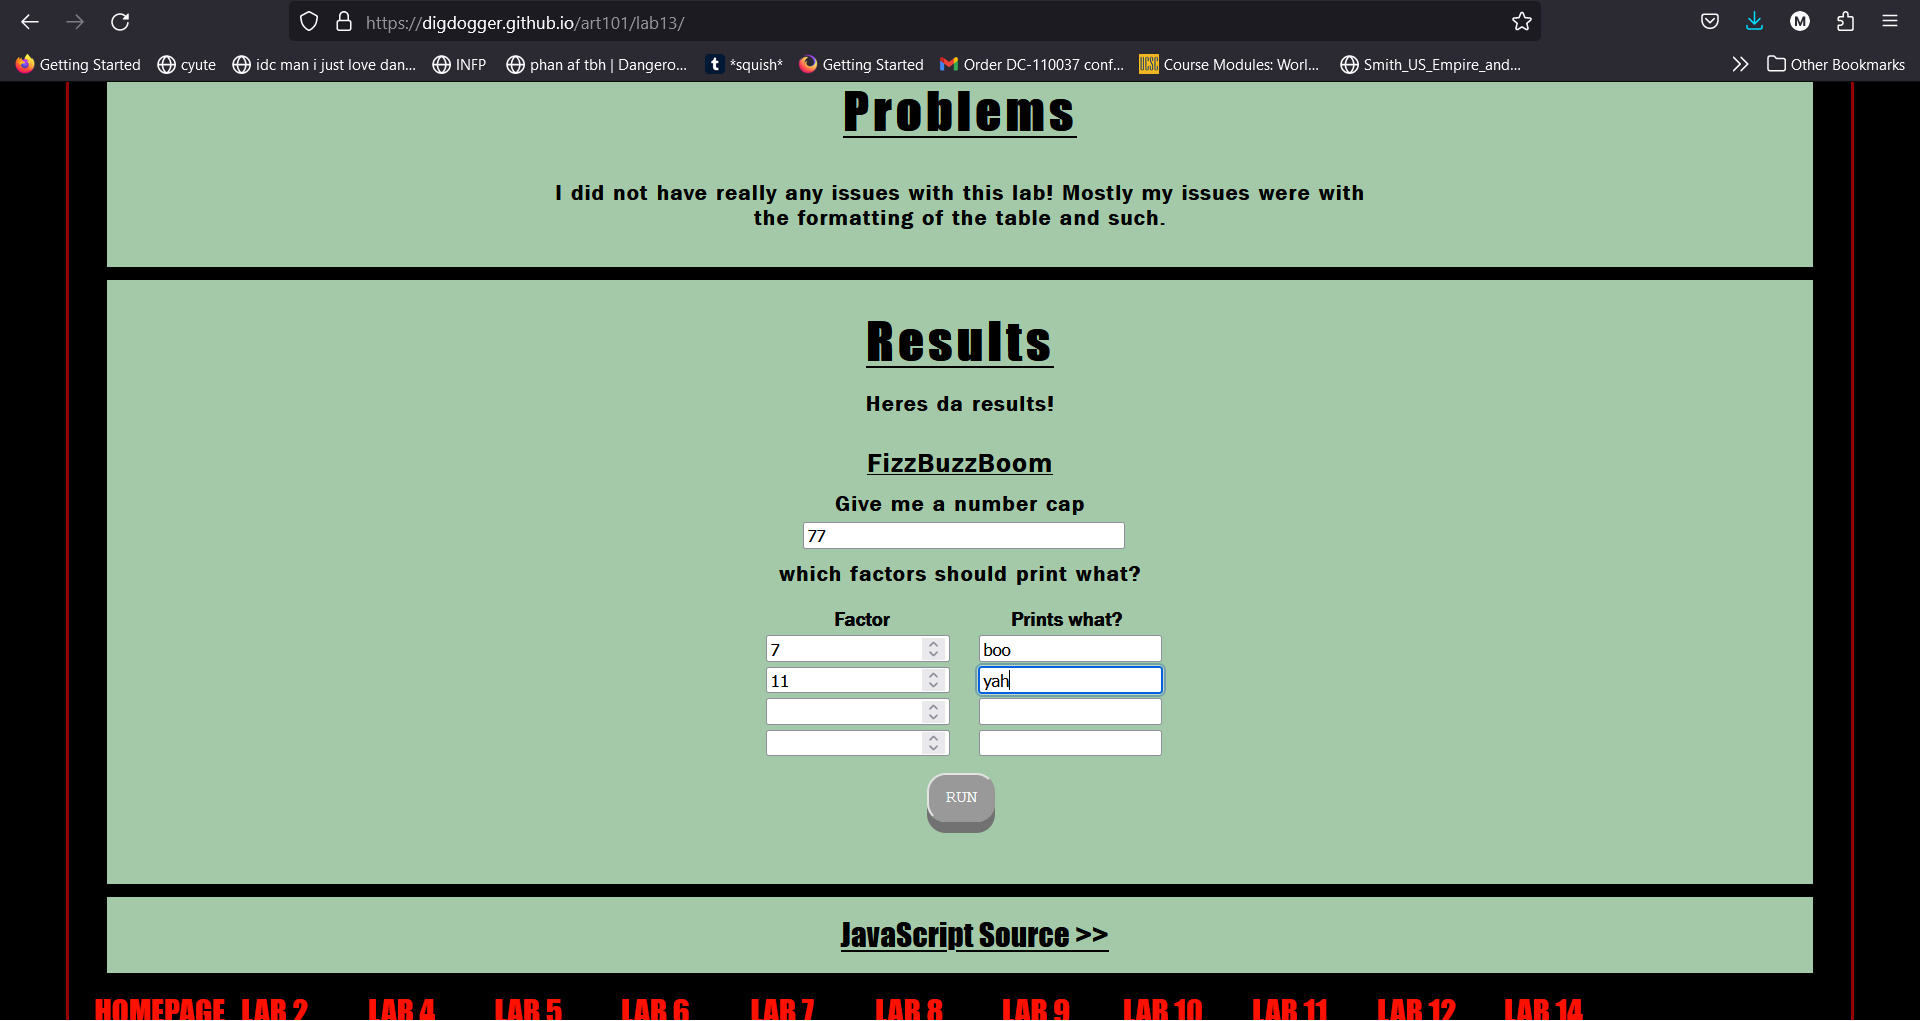 https://digdogger.github.io/art101/lab13/
M
Getting Started cyute idc man i just love dan... INFP phan af tbh | Dangero... t *squish* Getting Started Order DC-110037 conf... UCSC Course Modules: Worl... Smith_US_Empire_and... Other Bookmarks
Problems
I did not have really any issues with this lab! Mostly my issues were with
the formatting of the table and such.
Results
Heres da results!
FizzBuzzBoom
Give me a number cap
77
which factors should print what?
Factor Prints what?
7 boo
11 yah
RUN
JavaScript Source >>
HOMEPAGE LAB 2 LAB 4 LAB 5 LAB 6 LAB 7 LAB 8 LAB 9 LAB 10 LAB 11 LAB 12 LAB 14